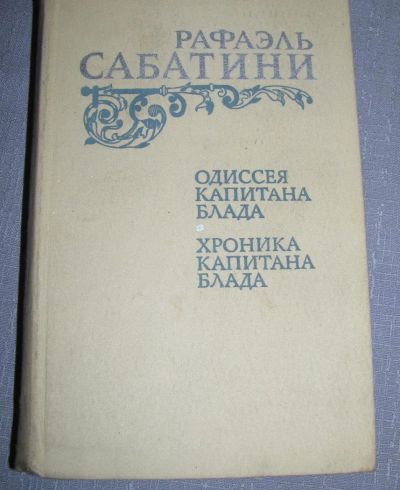 РАФАЭЛЬ
САБАТИНИ
ОДИССЕЯ
КАПИТАНА
БЛАДА
ХРОНИКА
КАПИТАНА
БЛАДА